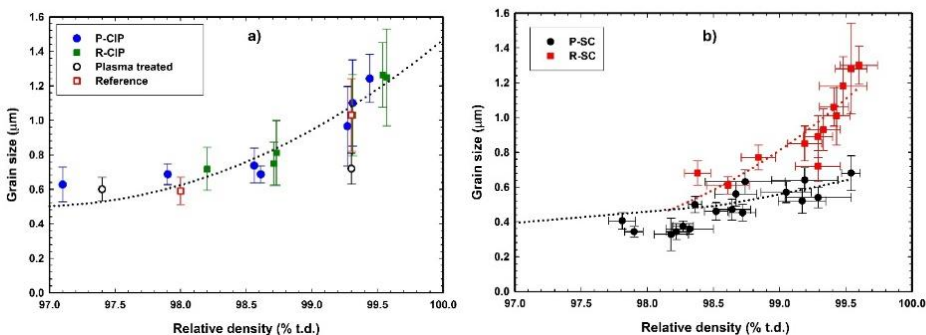 a)
P-CIP
R-CIP
Plasma treated
Reference
Grain size (μm)
1.6
1.4
1.2
1.0
0.8
0.6
0.4
0.2
0.0
97.0
97.5
98.0
98.5
99.0
99.5
100.0
Relative density (% t.d.)
b)
P-SC
R-SC
Grain size (μm)
1.6
1.4
1.2
1.0
0.8
0.6
0.4
0.2
0.0
97.0
97.5
98.0
98.5
99.0
99.5
100.0
Relative density (% t.d.)